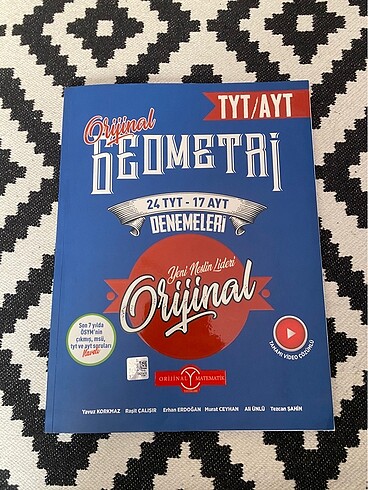 TYT/AYT
Orijinal
GEOMETRİ
24 TYT - 17 AYT
DENEMELERİ
Yeni Neslin Lideri
Orijinal
Son 7 yılda
ÖSYM'nin
çıkmış, msü,
tyt ve ayt soruları
ilaveli
TAMAMI VİDEO ÇÖZÜMLÜ
ORİJİNAL MATEMATİK
Yavuz KORKMAZ Raşit ÇALIŞIR Erhan ERDOĞAN Murat CEYHAN Ali ÜNLÜ Tezcan ŞAHİN